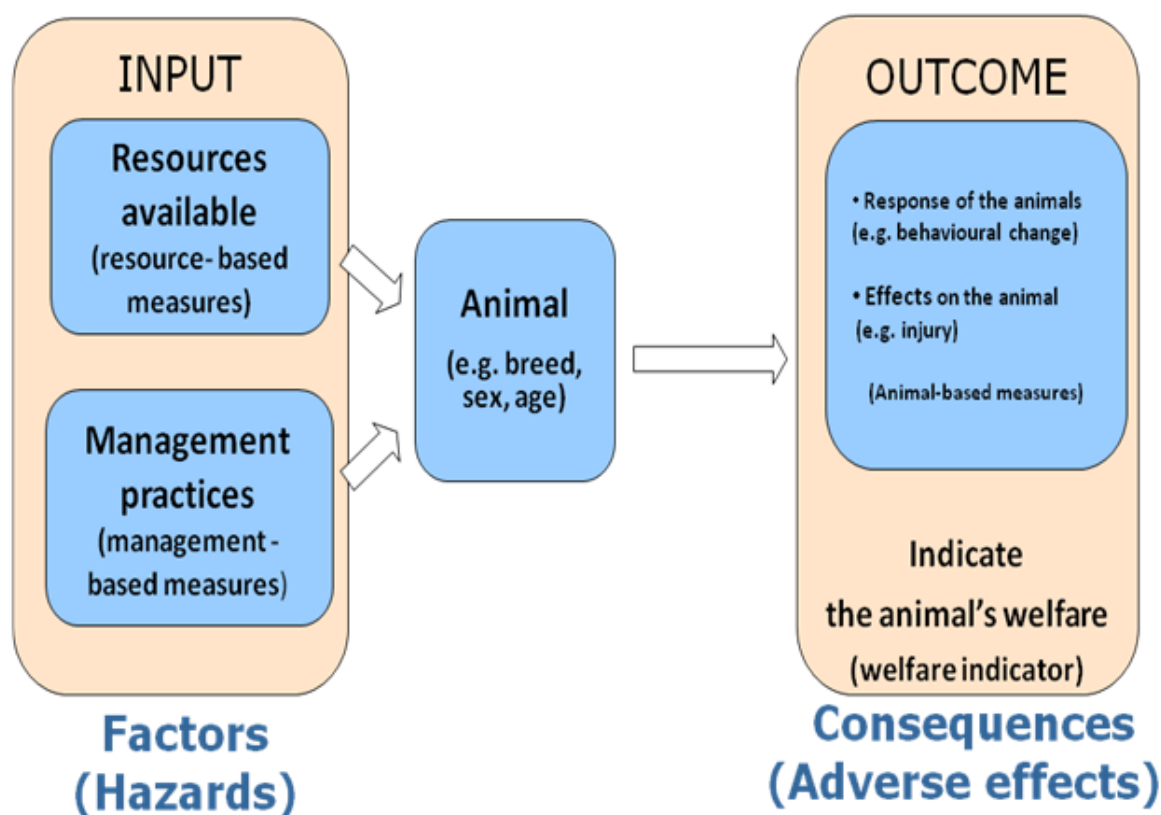 INPUT
Resources
available
(resource- based
measures)
Management
practices
(management -
based measures)
Factors
(Hazards)
Animal
(e.g. breed,
sex, age)
OUTCOME
• Response of the animals
(e.g. behavioural change)
• Effects on the animal
(e.g. injury)
(Animal-based measures)
Indicate
the animal’s welfare
(welfare indicator)
Consequences
(Adverse effects)